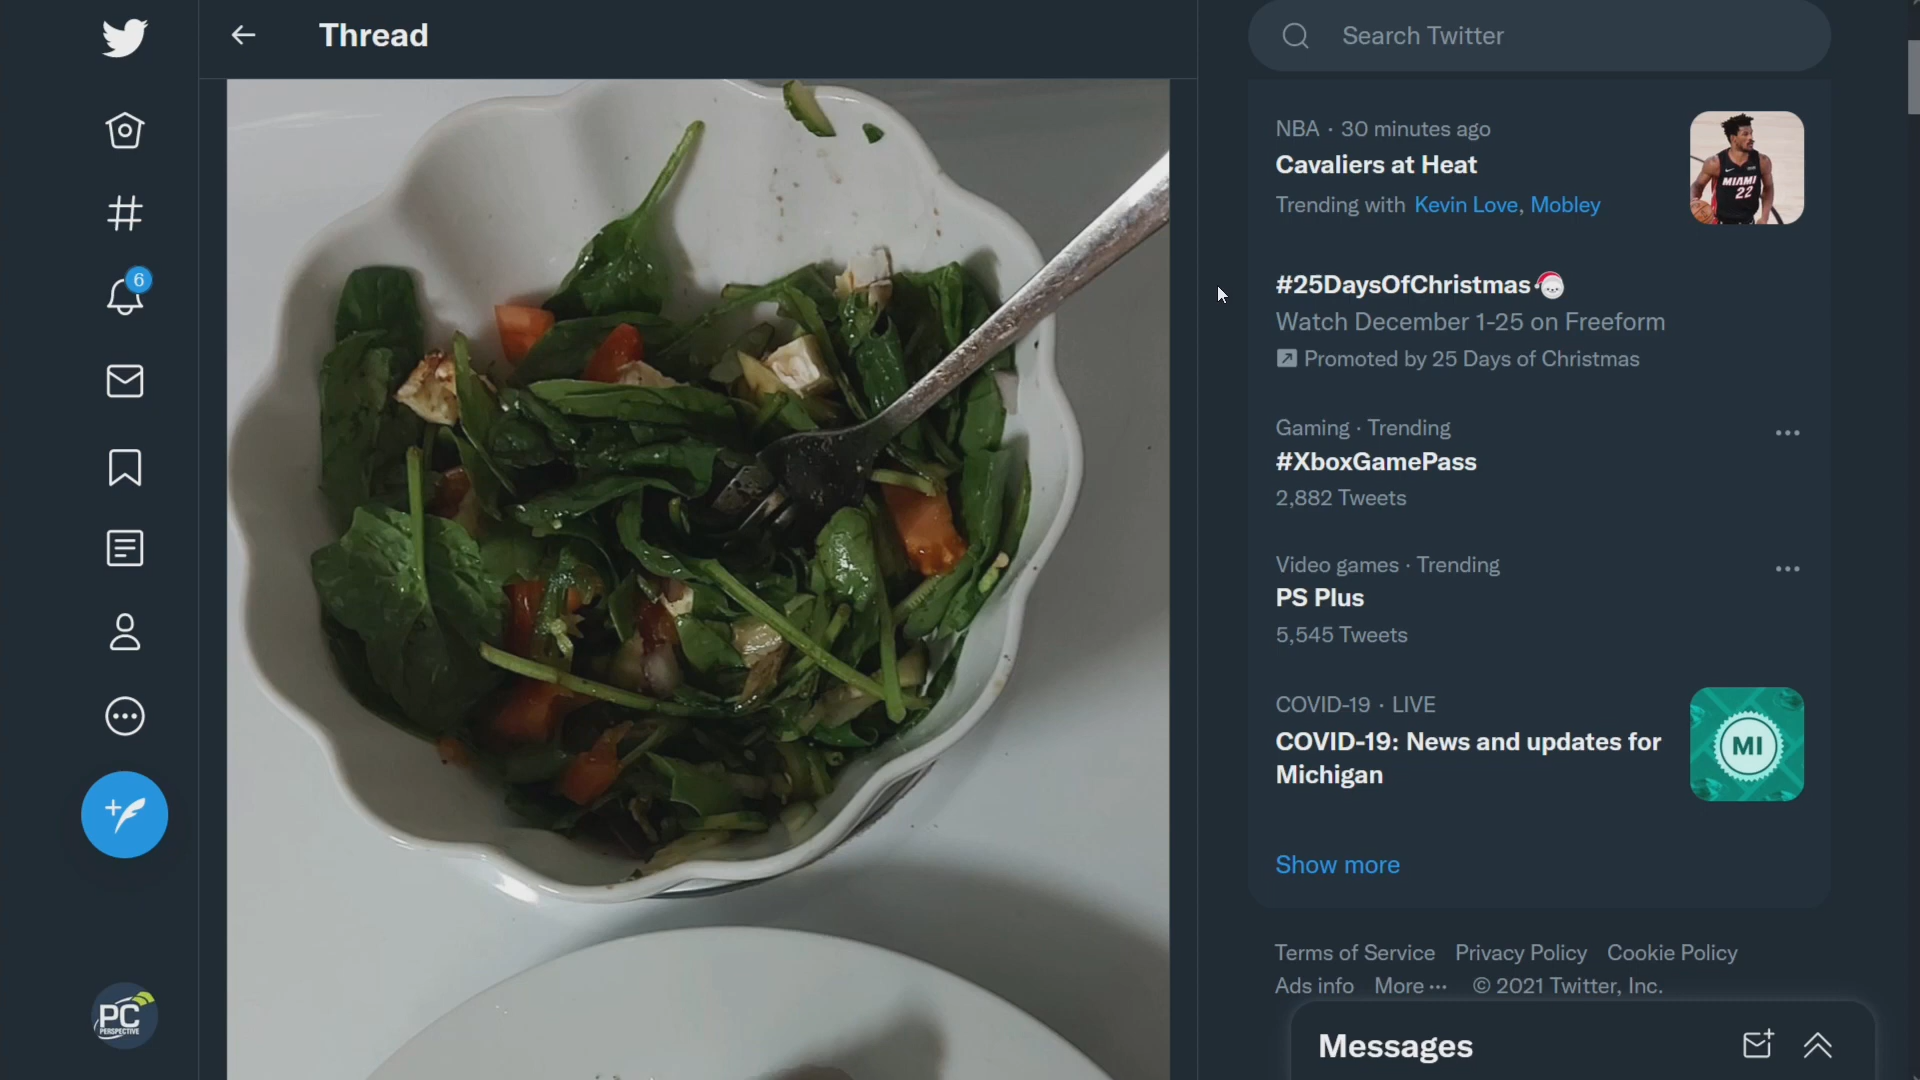 Thread
Search Twitter
NBA · 30 minutes ago
Cavaliers at Heat
Trending with Kevin Love, Mobley
MIAMI
22
#25DaysOfChristmas
Watch December 1-25 on Freeform
Promoted by 25 Days of Christmas
Gaming · Trending
#XboxGamePass
2,882 Tweets
Video games · Trending
PS Plus
5,545 Tweets
COVID-19 · LIVE
COVID-19: News and updates for
Michigan
MI
Show more
Terms of Service Privacy Policy Cookie Policy
Ads info More ··· © 2021 Twitter, Inc.
Messages
6
PC
PERSPECTIVE